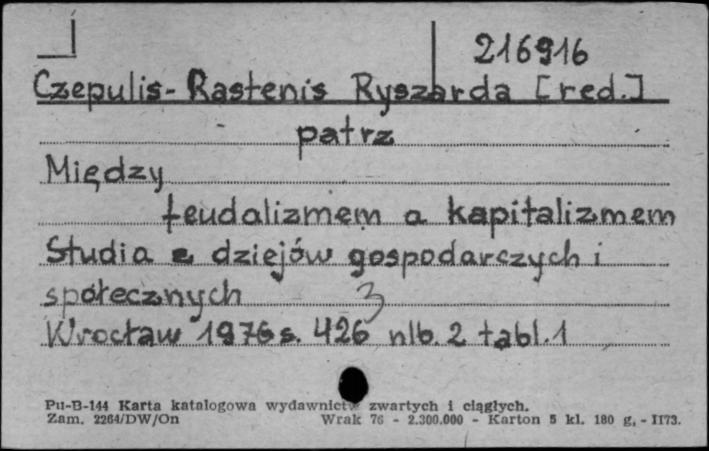 216916
Czepulis-Rastenis Ryszarda [red.]
patrz
Między
feudalizmem a kapitalizmem
Studia z dziejów gospodarczych i
społecznych 3
Wrocław 1976 s. 426 nlb. 2 tabl. 1
Pu-B-144 Karta katalogowa wydawnictw zwartych i ciągłych.
Zam. 2264/DW/On Wrak 76 - 2.300.000 - Karton 5 kl. 180 g, - II73.